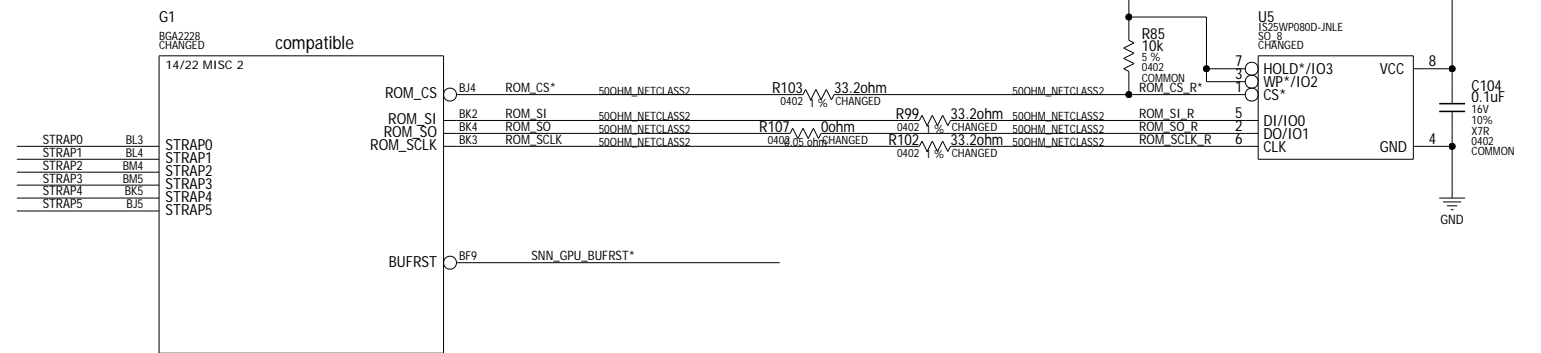 G1
BGA2228
CHANGED
compatible
14/22 MISC 2
ROM_CS
BJ4
ROM_CS*
50OHM_NETCLASS2
R103
33.2ohm
0402 1 % CHANGED
50OHM_NETCLASS2
ROM_CS_R*
ROM_SI
BK2
ROM_SI
50OHM_NETCLASS2
R99
33.2ohm
0402 1 % CHANGED
50OHM_NETCLASS2
ROM_SI_R
ROM_SO
BK4
ROM_SO
50OHM_NETCLASS2
R107
0ohm
0402 0.05 ohm CHANGED
50OHM_NETCLASS2
ROM_SO_R
ROM_SCLK
BK3
ROM_SCLK
50OHM_NETCLASS2
R102
33.2ohm
0402 1 % CHANGED
50OHM_NETCLASS2
ROM_SCLK_R
STRAP0 BL3 STRAP0
STRAP1 BL4 STRAP1
STRAP2 BM4 STRAP2
STRAP3 BM5 STRAP3
STRAP4 BK5 STRAP4
STRAP5 BJ5 STRAP5
BUFRST
BF9
SNN_GPU_BUFRST*
R85
10k
5 %
0402
COMMON
U5
IS25WP080D-JNLE
SO_8
CHANGED
7 HOLD*/IO3
3 WP*/IO2
1 CS*
5 DI/IO0
2 DO/IO1
6 CLK
VCC 8
GND 4
C104
0.1uF
16V
10%
X7R
0402
COMMON
GND